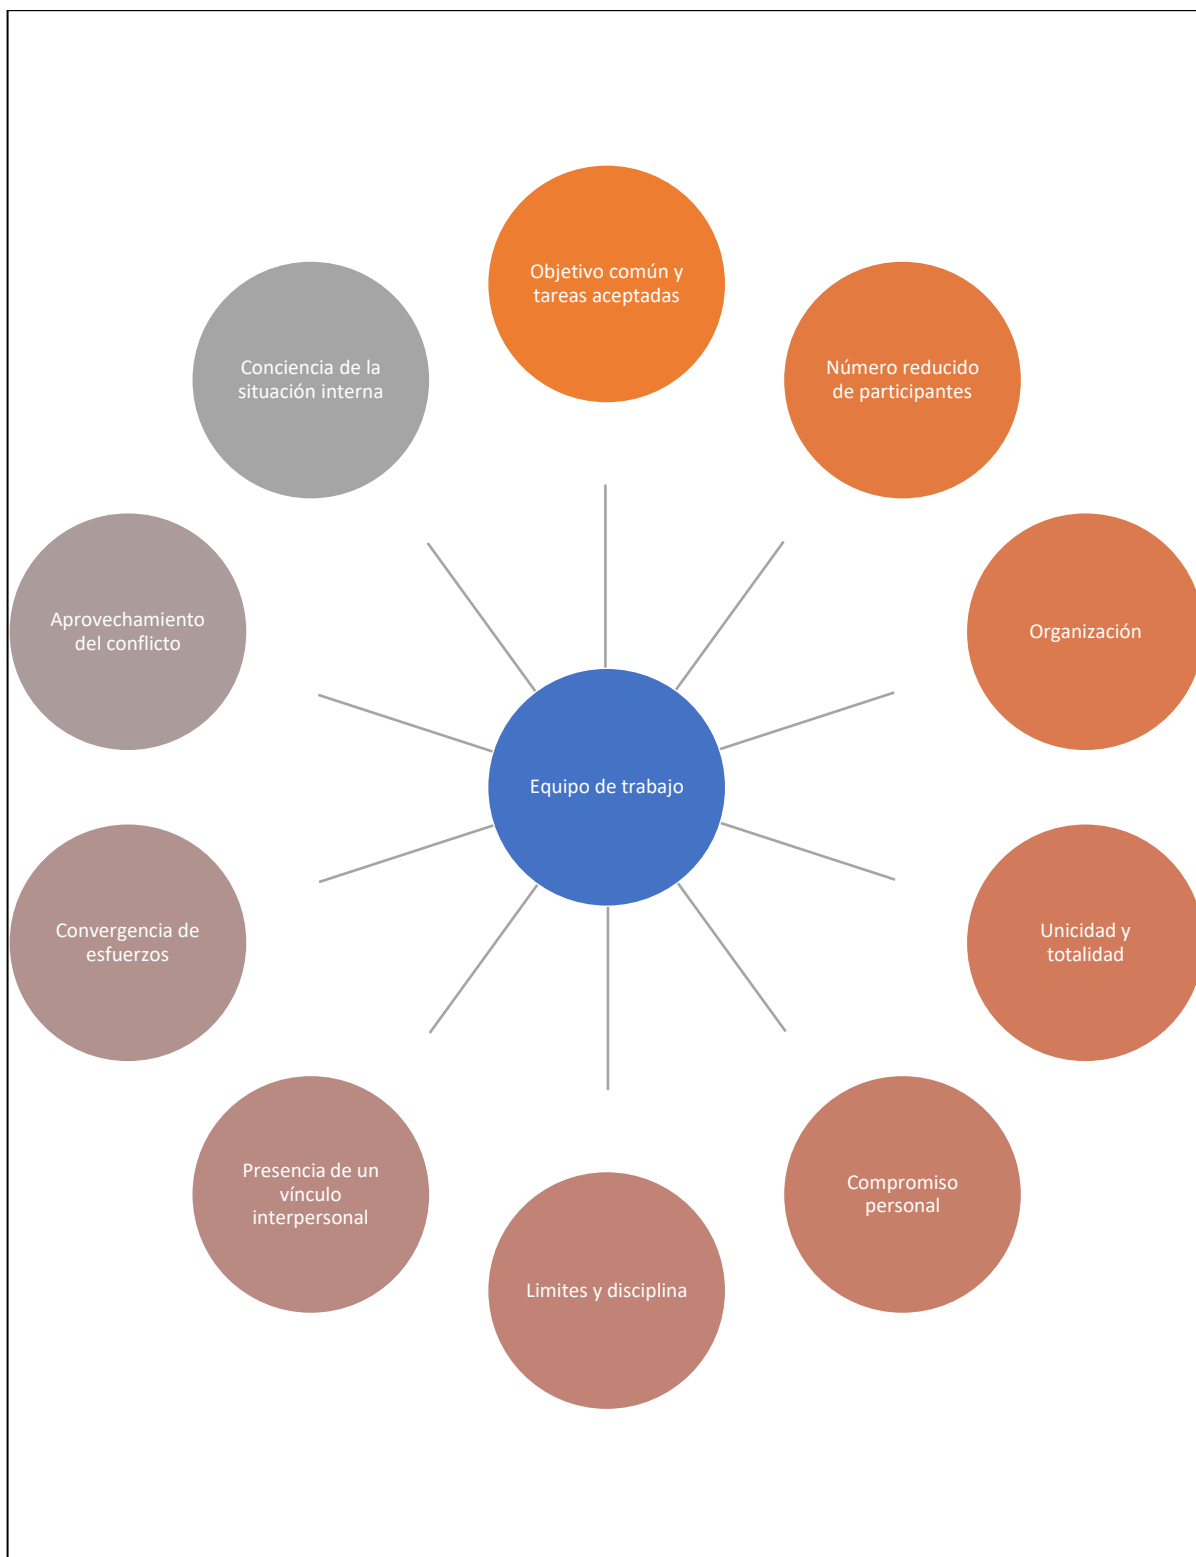 Objetivo común y
tareas aceptadas
Número reducido
de participantes
Organización
Unicidad y
totalidad
Compromiso
personal
Limites y disciplina
Presencia de un
vínculo
interpersonal
Convergencia de
esfuerzos
Aprovechamiento
del conflicto
Conciencia de la
situación interna
Equipo de trabajo